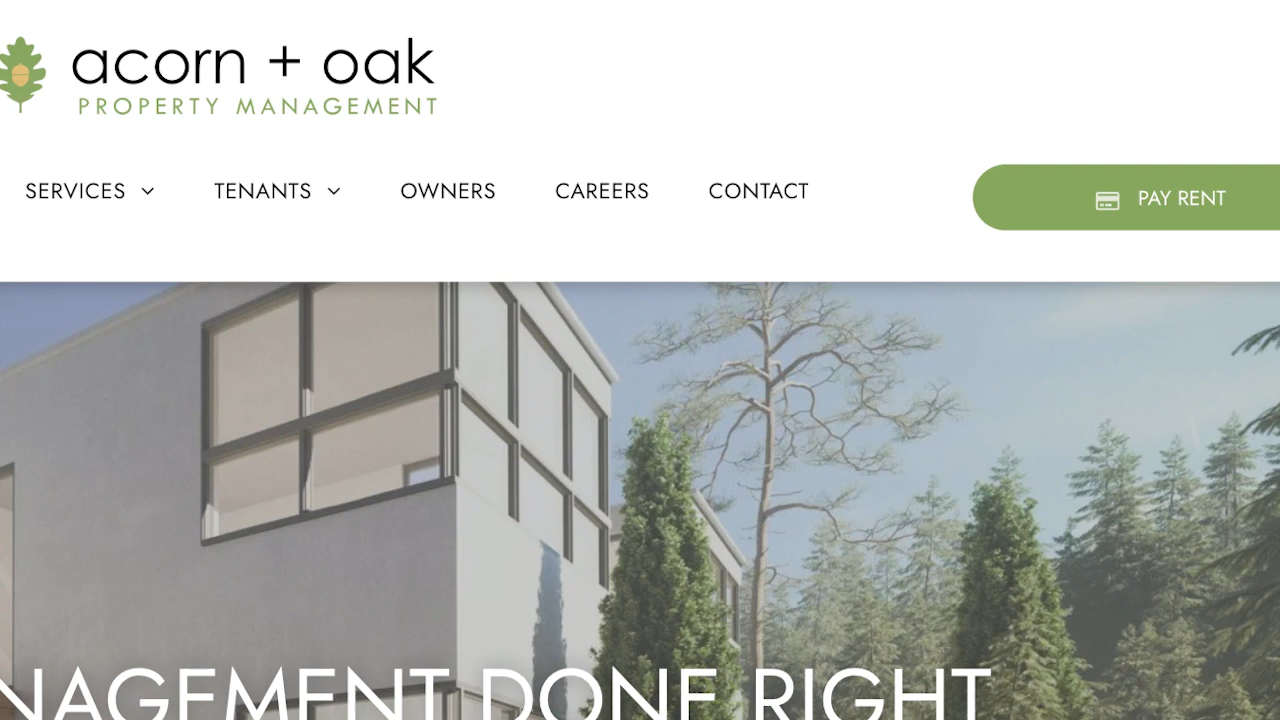 acorn + oak
PROPERTY MANAGEMENT
SERVICES TENANTS OWNERS CAREERS CONTACT PAY RENT
NAGEMENT DONE RIGHT